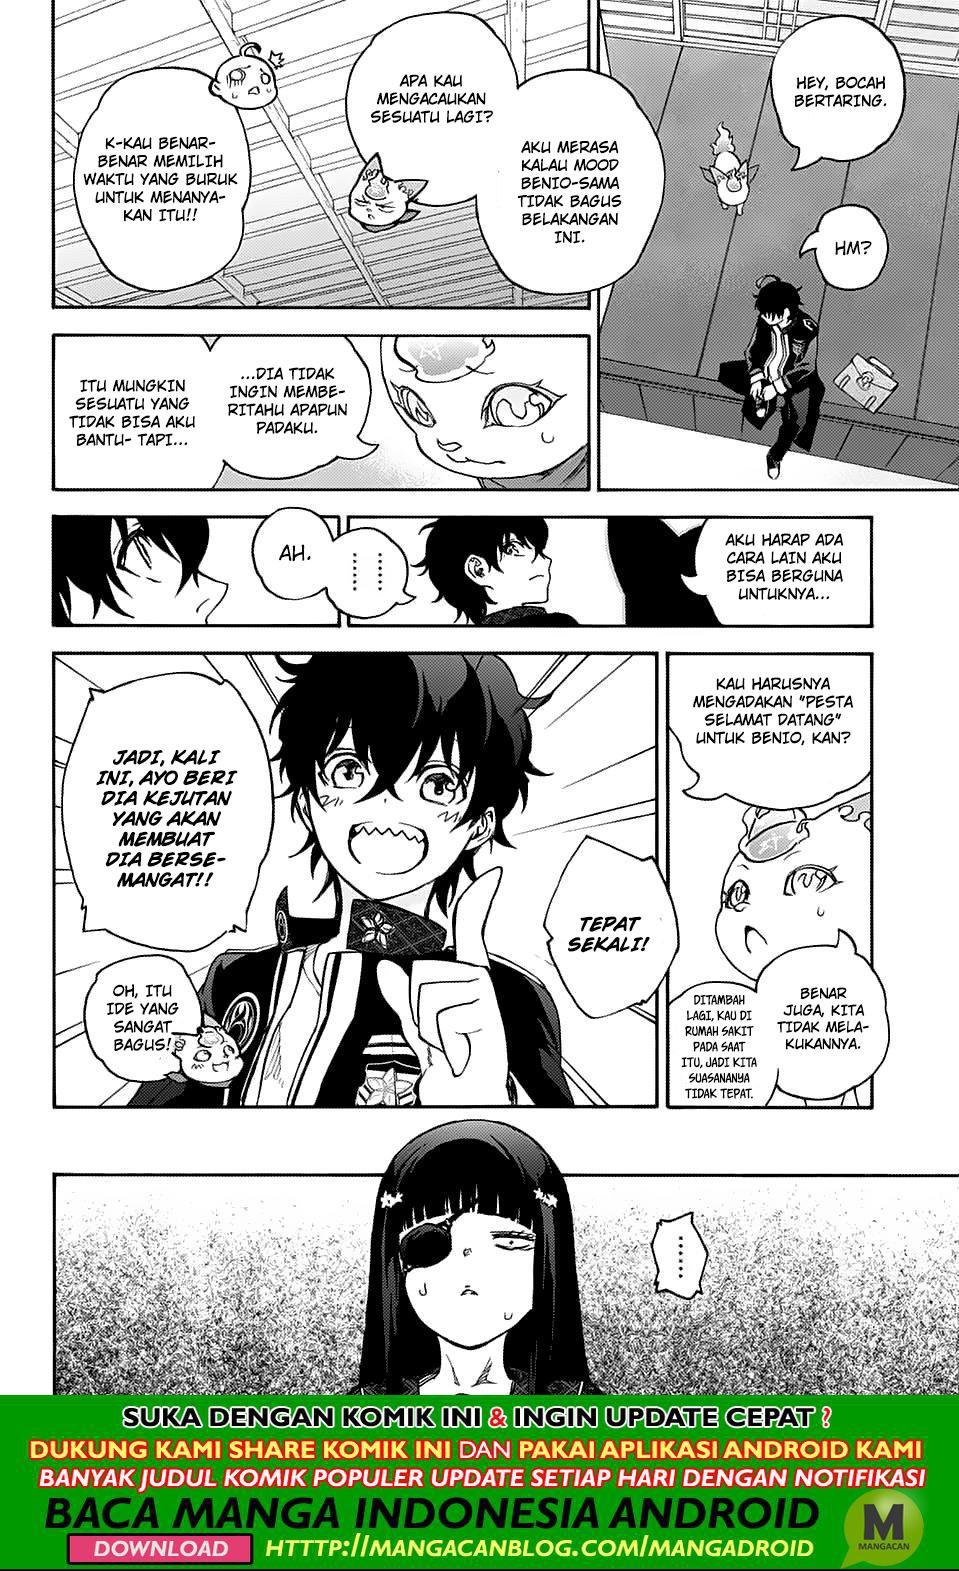 HEY, BOCAH
BERTARING.
HM?
AKU MERASA
KALAU MOOD
BENIO-SAMA
TIDAK BAGUS
BELAKANGAN
INI.
APA KAU
MENGACAUKAN
SESUATU LAGI?
K-KAU BENAR-
BENAR MEMILIH
WAKTU YANG BURUK
UNTUK MENANYA-
KAN ITU!!
...DIA TIDAK
INGIN MEMBE-
RITAHU APAPUN
PADAKU.
ITU MUNGKIN
SESUATU YANG
TIDAK BISA AKU
BANTU- TAPI...
AKU HARAP ADA
CARA LAIN AKU
BISA BERGUNA
UNTUKNYA...
AH.
KAU HARUSNYA
MENGADAKAN "PESTA
SELAMAT DATANG"
UNTUK BENIO, KAN?
BENAR
JUGA, KITA
TIDAK MELA-
KUKANNYA.
DITAMBAH
LAGI, KAU DI
RUMAH SAKIT
PADA SAAT
ITU, JADI KITA
SUASANANYA
TIDAK TEPAT.
TEPAT
SEKALI!
JADI, KALI
INI, AYO BERI
DIA KEJUTAN
YANG AKAN
MEMBUAT
DIA BERSE-
MANGAT!!
OH, ITU
IDE YANG
SANGAT
BAGUS!
SUKA DENGAN KOMIK INI & INGIN UPDATE CEPAT ?
DUKUNG KAMI SHARE KOMIK INI DAN PAKAI APLIKASI ANDROID KAMI
BANYAK JUDUL KOMIK POPULER UPDATE SETIAP HARI DENGAN NOTIFIKASI
BACA MANGA INDONESIA ANDROID
DOWNLOAD HTTTP://MANGACANBLOG.COM/MANGADROID
M
MANGACAN